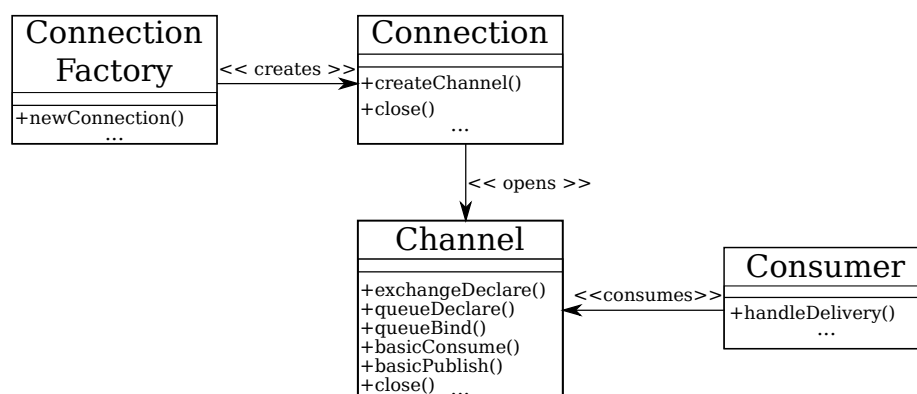 Connection
Factory
+newConnection()
...
<< creates >>
Connection
+createChannel()
+close()
...
<< opens >>
Channel
+exchangeDeclare()
+queueDeclare()
+queueBind()
+basicConsume()
+basicPublish()
+close()
...
<<consumes>>
Consumer
+handleDelivery()
...